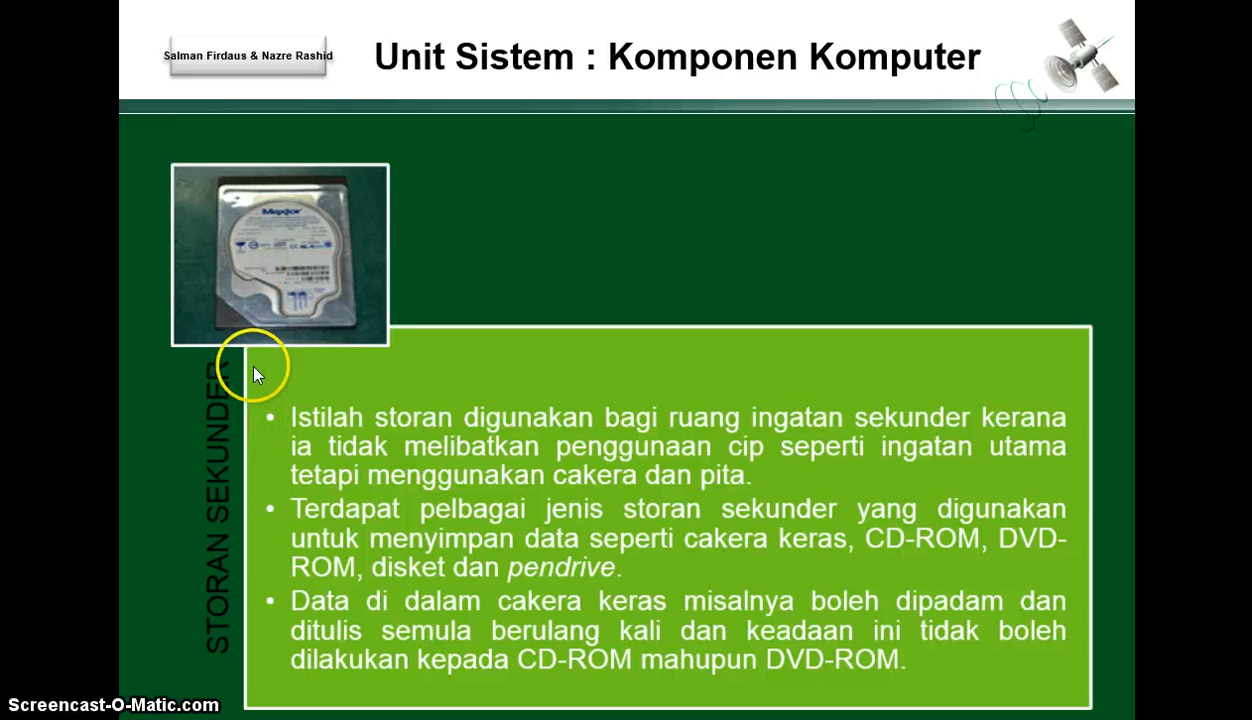 Salman Firdaus & Nazre Rashid
Unit Sistem : Komponen Komputer
Maxtor
STORAN SEKUNDER
• Istilah storan digunakan bagi ruang ingatan sekunder kerana
ia tidak melibatkan penggunaan cip seperti ingatan utama
tetapi menggunakan cakera dan pita.
• Terdapat pelbagai jenis storan sekunder yang digunakan
untuk menyimpan data seperti cakera keras, CD-ROM, DVD-
ROM, disket dan pendrive.
• Data di dalam cakera keras misalnya boleh dipadam dan
ditulis semula berulang kali dan keadaan ini tidak boleh
dilakukan kepada CD-ROM mahupun DVD-ROM.
Screencast-O-Matic.com